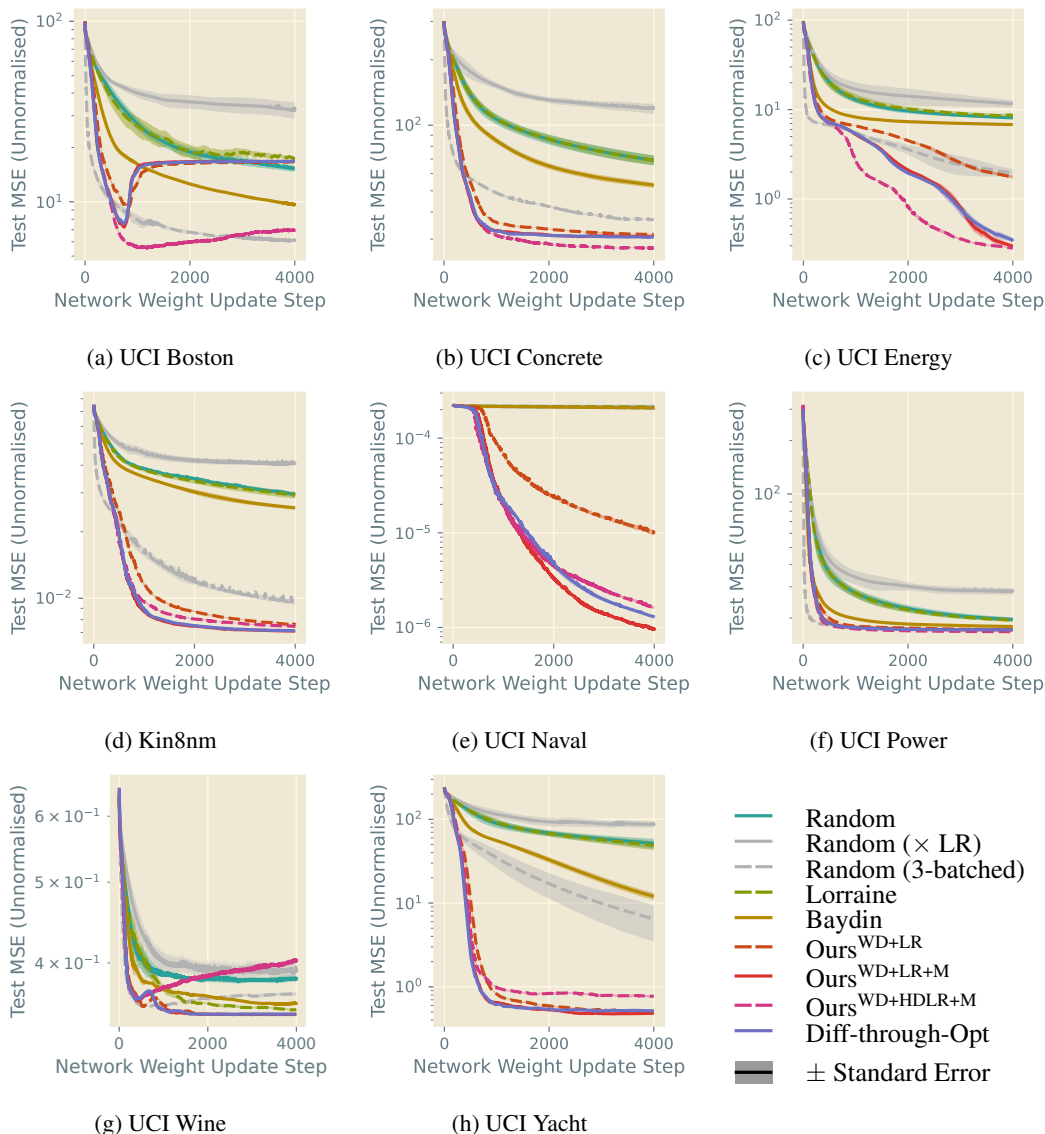 10²
10¹
Test MSE (Unnormalised)
0 2000 4000
Network Weight Update Step
(a) UCI Boston
10²
Test MSE (Unnormalised)
0 2000 4000
Network Weight Update Step
(b) UCI Concrete
10²
10¹
10⁰
Test MSE (Unnormalised)
0 2000 4000
Network Weight Update Step
(c) UCI Energy
10⁻²
Test MSE (Unnormalised)
0 2000 4000
Network Weight Update Step
(d) Kin8nm
10⁻⁴
10⁻⁵
10⁻⁶
Test MSE (Unnormalised)
0 2000 4000
Network Weight Update Step
(e) UCI Naval
10²
Test MSE (Unnormalised)
0 2000 4000
Network Weight Update Step
(f) UCI Power
6 × 10⁻¹
5 × 10⁻¹
4 × 10⁻¹
Test MSE (Unnormalised)
0 2000 4000
Network Weight Update Step
(g) UCI Wine
10²
10¹
10⁰
Test MSE (Unnormalised)
0 2000 4000
Network Weight Update Step
(h) UCI Yacht
Random
Random (× LR)
Random (3-batched)
Lorraine
Baydin
Ours^WD+LR
Ours^WD+LR+M
Ours^WD+HDLR+M
Diff-through-Opt
± Standard Error